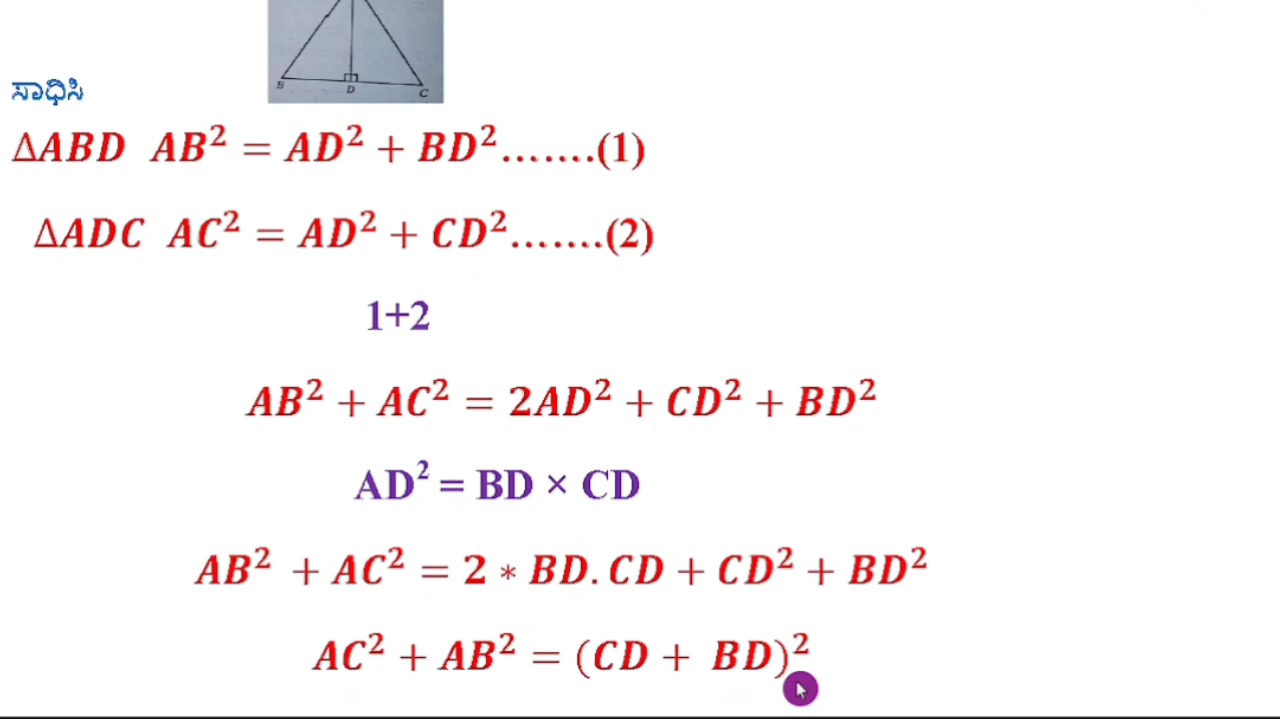 B D C
ಸಾಧಿಸಿ
ΔABD AB² = AD² + BD².......(1)
ΔADC AC² = AD² + CD².......(2)
1+2
AB² + AC² = 2AD² + CD² + BD²
AD² = BD × CD
AB² + AC² = 2 * BD. CD + CD² + BD²
AC² + AB² = (CD + BD)²